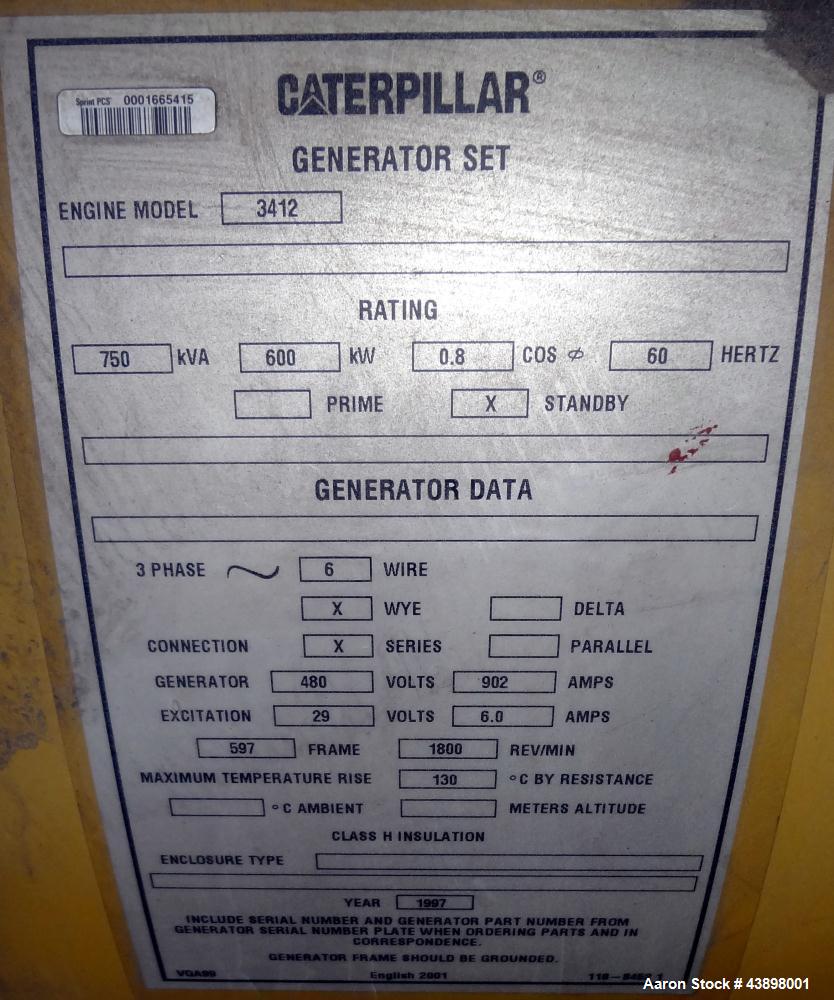 Sprint PCS 0001665415
CATERPILLAR®
GENERATOR SET
ENGINE MODEL 3412
RATING
750 kVA 600 kW 0.8 COS ϕ 60 HERTZ
PRIME X STANDBY
GENERATOR DATA
3 PHASE ~ 6 WIRE
X WYE DELTA
CONNECTION X SERIES PARALLEL
GENERATOR 480 VOLTS 902 AMPS
EXCITATION 29 VOLTS 6.0 AMPS
597 FRAME 1800 REV/MIN
MAXIMUM TEMPERATURE RISE 130 °C BY RESISTANCE
°C AMBIENT METERS ALTITUDE
CLASS H INSULATION
ENCLOSURE TYPE
YEAR 1997
INCLUDE SERIAL NUMBER AND GENERATOR PART NUMBER FROM
GENERATOR SERIAL NUMBER PLATE WHEN ORDERING PARTS AND IN
CORRESPONDENCE.
GENERATOR FRAME SHOULD BE GROUNDED.
VGA99 English 2001
Aaron Stock # 43898001